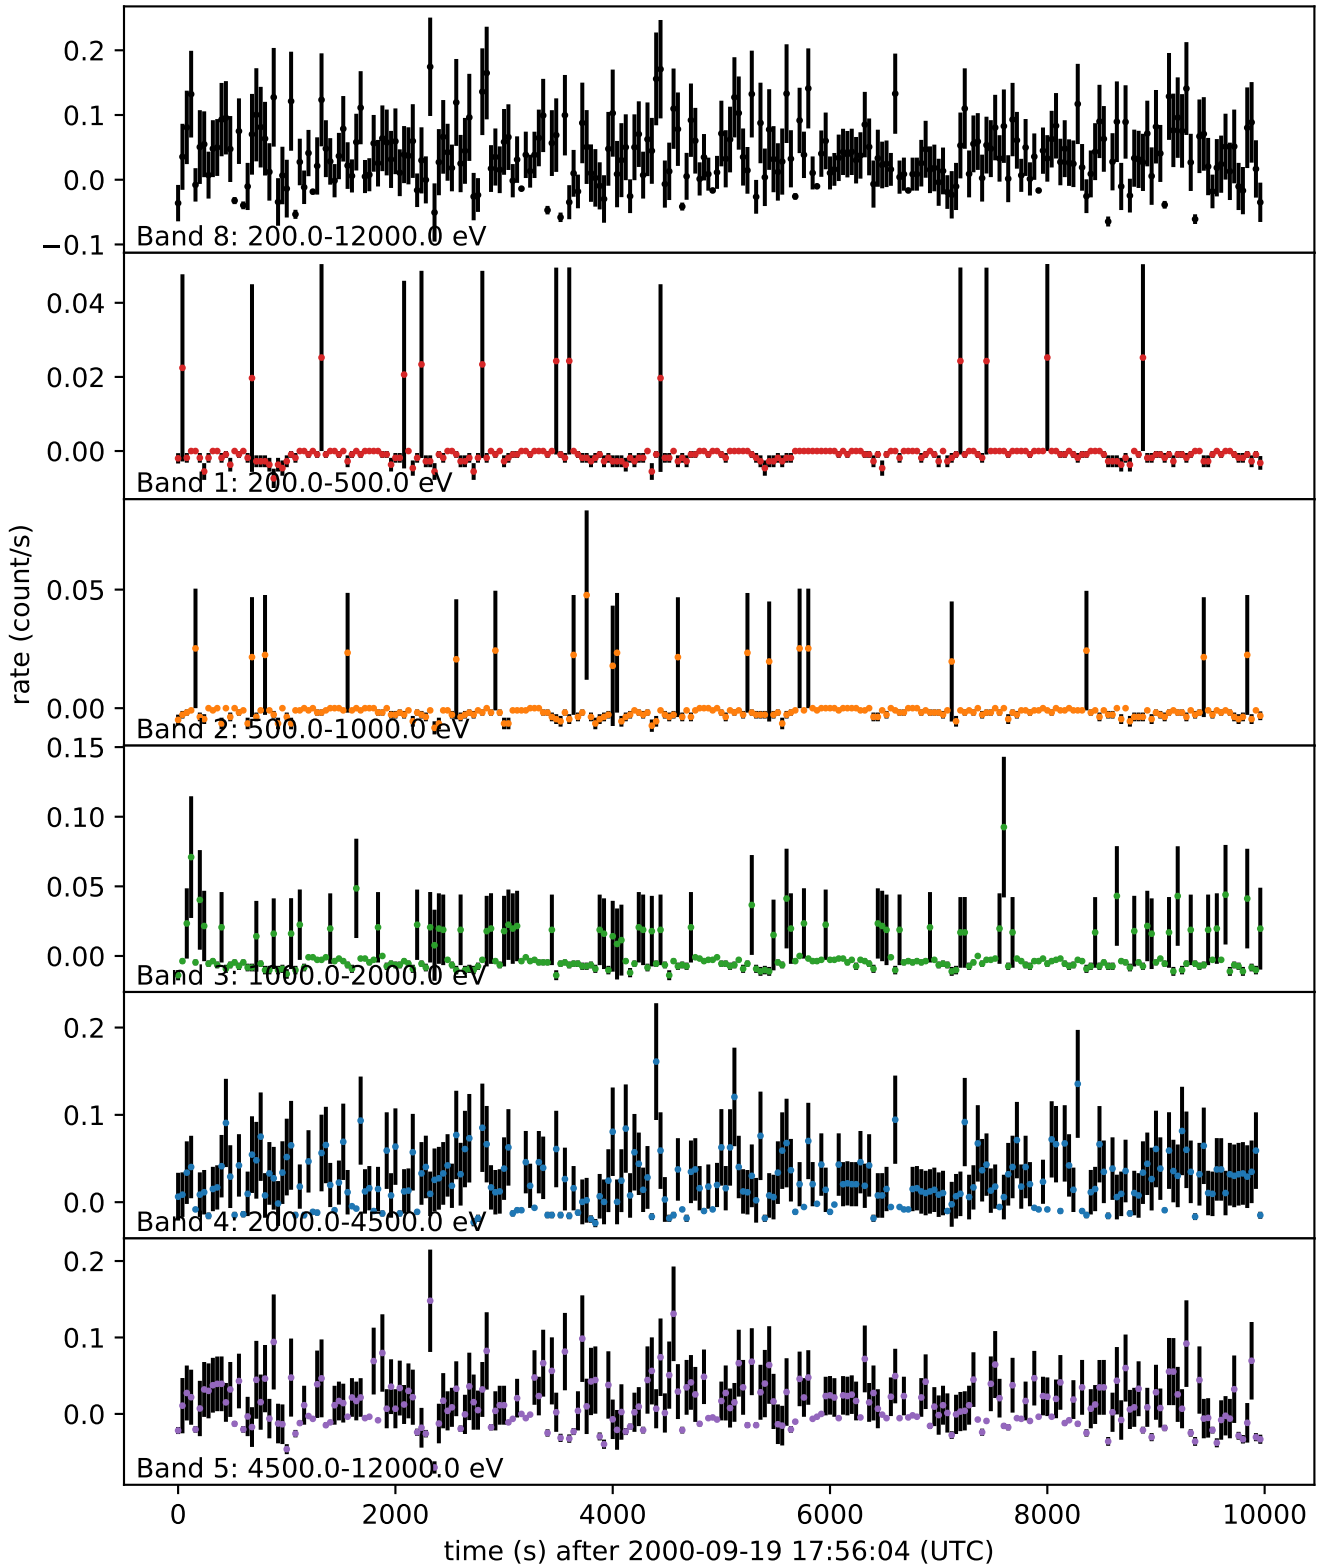 0.2
0.1
0.0
−0.1
Band 8: 200.0-12000.0 eV
0.04
0.02
0.00
Band 1: 200.0-500.0 eV
0.05
0.00
Band 2: 500.0-1000.0 eV
0.15
0.10
0.05
0.00
Band 3: 1000.0-2000.0 eV
0.2
0.1
0.0
Band 4: 2000.0-4500.0 eV
0.2
0.1
0.0
Band 5: 4500.0-12000.0 eV
rate (count/s)
0 2000 4000 6000 8000 10000
time (s) after 2000-09-19 17:56:04 (UTC)